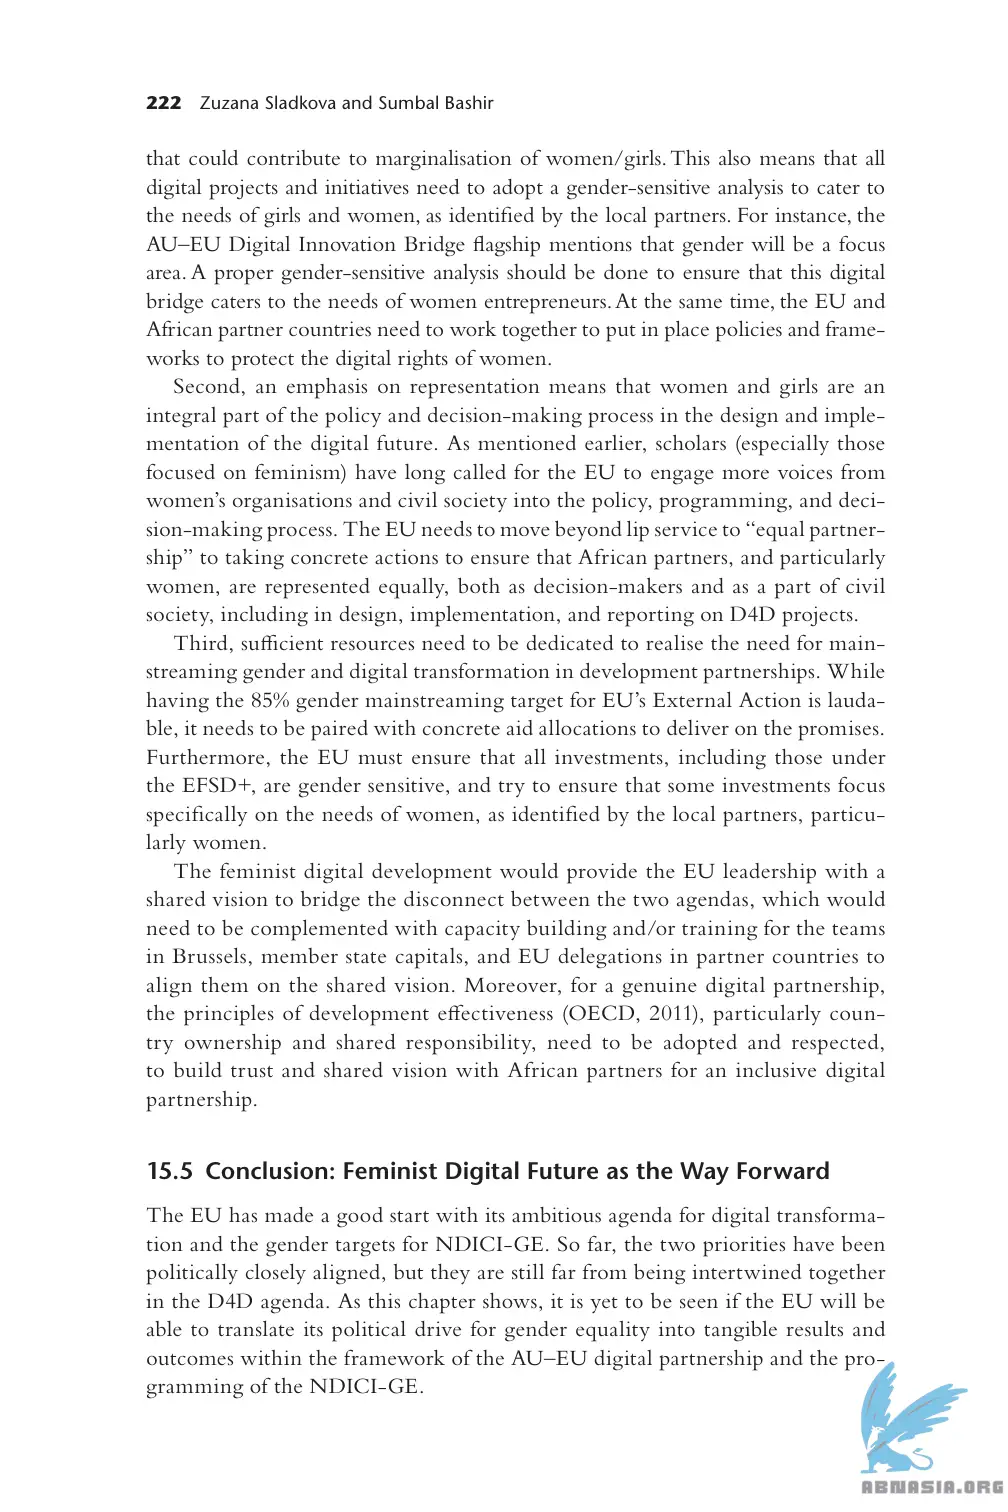 222 Zuzana Sladkova and Sumbal Bashir
that could contribute to marginalisation of women/girls. This also means that all
digital projects and initiatives need to adopt a gender-sensitive analysis to cater to
the needs of girls and women, as identified by the local partners. For instance, the
AU–EU Digital Innovation Bridge flagship mentions that gender will be a focus
area. A proper gender-sensitive analysis should be done to ensure that this digital
bridge caters to the needs of women entrepreneurs. At the same time, the EU and
African partner countries need to work together to put in place policies and frame-
works to protect the digital rights of women.
Second, an emphasis on representation means that women and girls are an
integral part of the policy and decision-making process in the design and imple-
mentation of the digital future. As mentioned earlier, scholars (especially those
focused on feminism) have long called for the EU to engage more voices from
women's organisations and civil society into the policy, programming, and deci-
sion-making process. The EU needs to move beyond lip service to “equal partner-
ship” to taking concrete actions to ensure that African partners, and particularly
women, are represented equally, both as decision-makers and as a part of civil
society, including in design, implementation, and reporting on D4D projects.
Third, sufficient resources need to be dedicated to realise the need for main-
streaming gender and digital transformation in development partnerships. While
having the 85% gender mainstreaming target for EU's External Action is lauda-
ble, it needs to be paired with concrete aid allocations to deliver on the promises.
Furthermore, the EU must ensure that all investments, including those under
the EFSD+, are gender sensitive, and try to ensure that some investments focus
specifically on the needs of women, as identified by the local partners, particu-
larly women.
The feminist digital development would provide the EU leadership with a
shared vision to bridge the disconnect between the two agendas, which would
need to be complemented with capacity building and/or training for the teams
in Brussels, member state capitals, and EU delegations in partner countries to
align them on the shared vision. Moreover, for a genuine digital partnership,
the principles of development effectiveness (OECD, 2011), particularly coun-
try ownership and shared responsibility, need to be adopted and respected,
to build trust and shared vision with African partners for an inclusive digital
partnership.
15.5 Conclusion: Feminist Digital Future as the Way Forward
The EU has made a good start with its ambitious agenda for digital transforma-
tion and the gender targets for NDICI-GE. So far, the two priorities have been
politically closely aligned, but they are still far from being intertwined together
in the D4D agenda. As this chapter shows, it is yet to be seen if the EU will be
able to translate its political drive for gender equality into tangible results and
outcomes within the framework of the AU–EU digital partnership and the pro-
gramming of the NDICI-GE.
ABNASIA.ORG